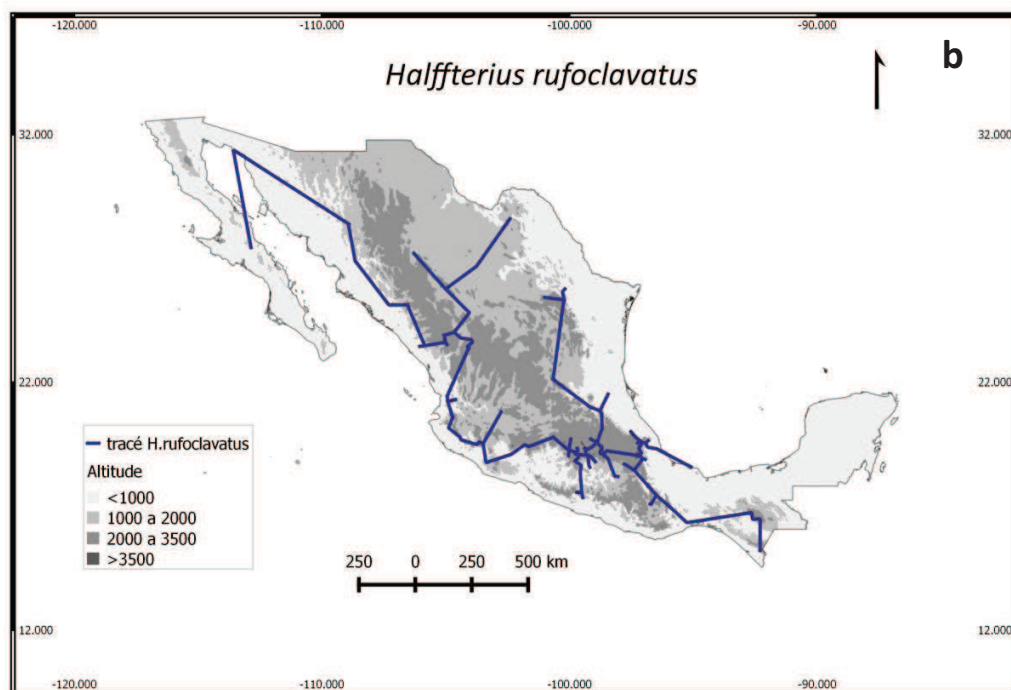 -120.000 -110.000 -100.000 -90.000
b
Halffterius rufoclavatus
32.000 32.000
22.000 22.000
tracé H.rufoclavatus
Altitude
<1000
1000 a 2000
2000 a 3500
>3500
250 0 250 500 km
12.000 12.000
-120.000 -110.000 -100.000 -90.000